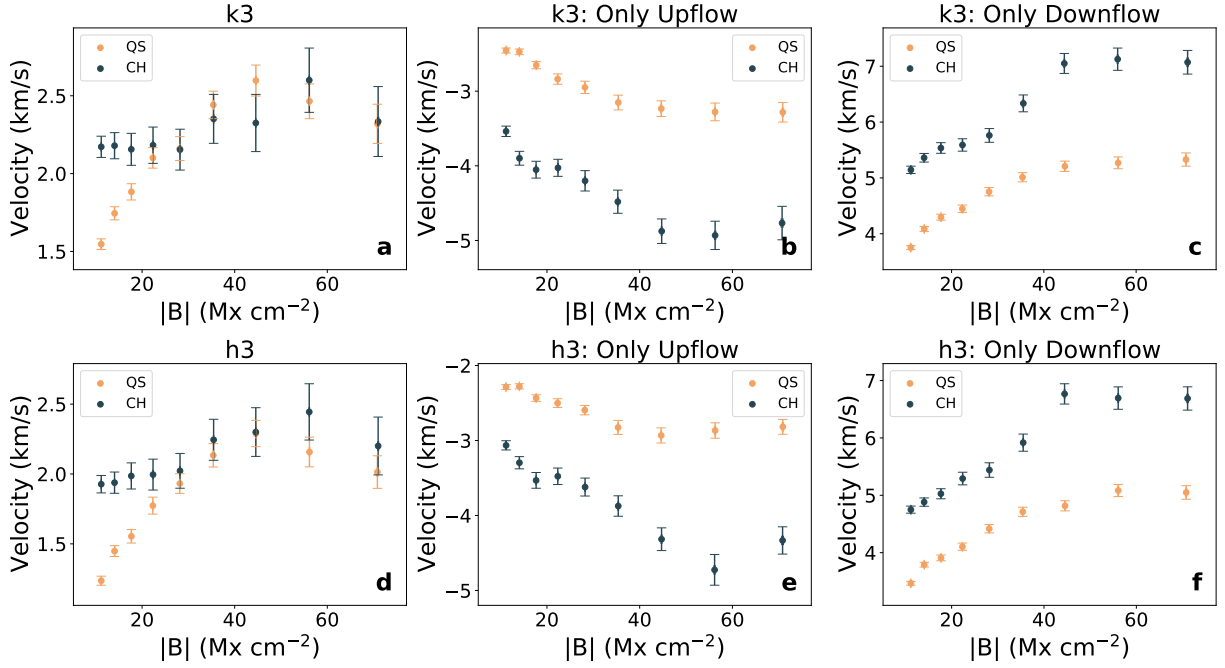 k3
QS
CH
2.5
2.0
1.5
Velocity (km/s)
20
40
60
|B| (Mx cm⁻²)
a
k3: Only Upflow
QS
CH
−3
−4
−5
Velocity (km/s)
20
40
60
|B| (Mx cm⁻²)
b
k3: Only Downflow
QS
CH
7
6
5
4
Velocity (km/s)
20
40
60
|B| (Mx cm⁻²)
c
h3
QS
CH
2.5
2.0
1.5
Velocity (km/s)
20
40
60
|B| (Mx cm⁻²)
d
h3: Only Upflow
QS
CH
−2
−3
−4
−5
Velocity (km/s)
20
40
60
|B| (Mx cm⁻²)
e
h3: Only Downflow
QS
CH
7
6
5
4
Velocity (km/s)
20
40
60
|B| (Mx cm⁻²)
f